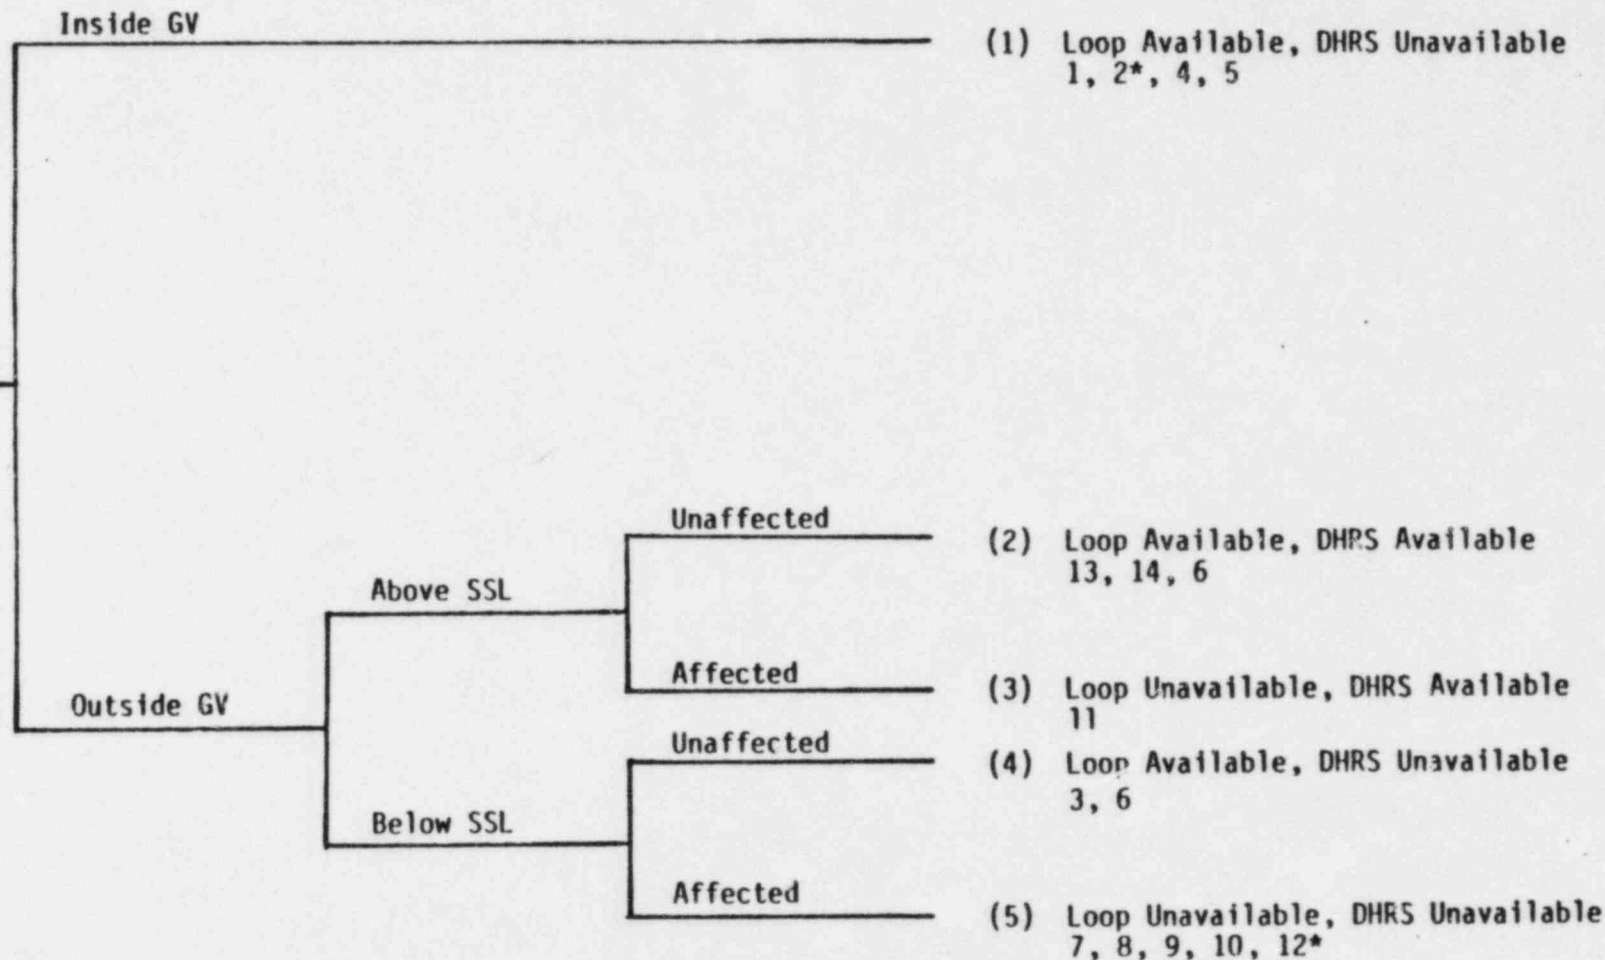 Inside GV
(1) Loop Available, DHRS Unavailable
1, 2*, 4, 5
Unaffected
(2) Loop Available, DHRS Available
13, 14, 6
Above SSL
Affected
(3) Loop Unavailable, DHRS Available
11
Outside GV
Unaffected
(4) Loop Available, DHRS Unavailable
3, 6
Below SSL
Affected
(5) Loop Unavailable, DHRS Unavailable
7, 8, 9, 10, 12*